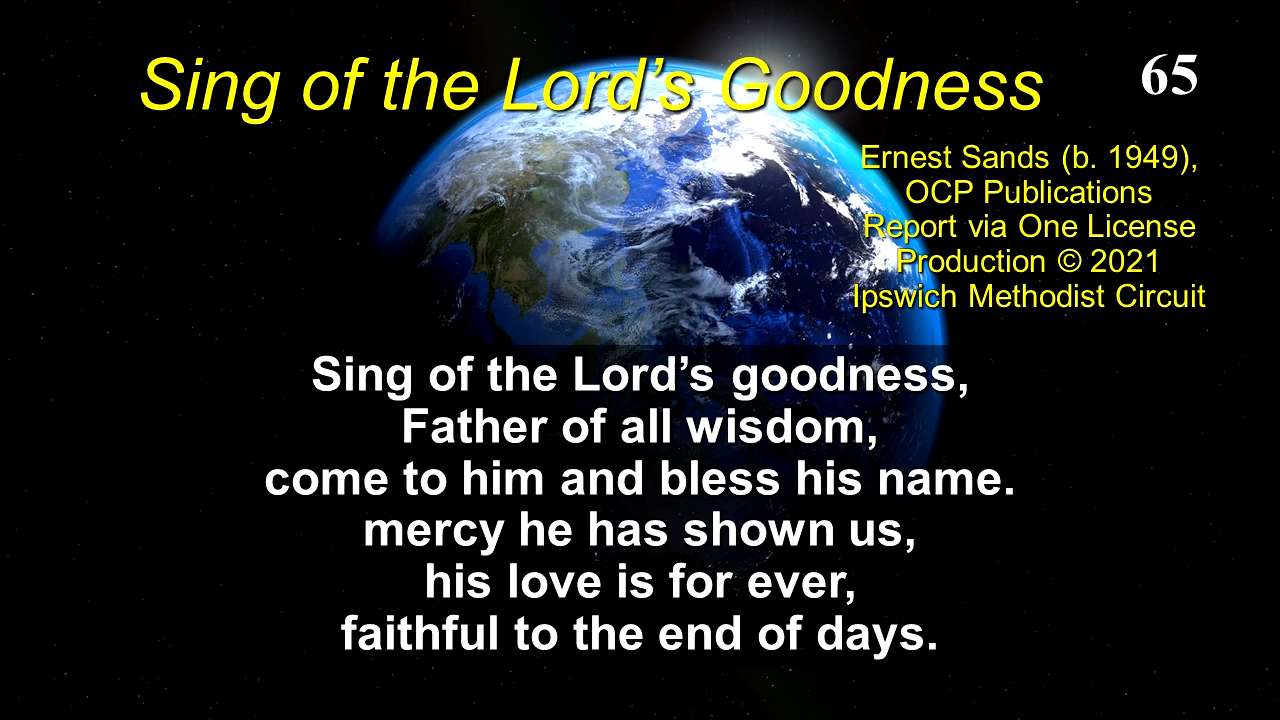 Sing of the Lord’s Goodness
65
Ernest Sands (b. 1949),
OCP Publications
Report via One License
Production © 2021
Ipswich Methodist Circuit
Sing of the Lord’s goodness,
Father of all wisdom,
come to him and bless his name.
mercy he has shown us,
his love is for ever,
faithful to the end of days.